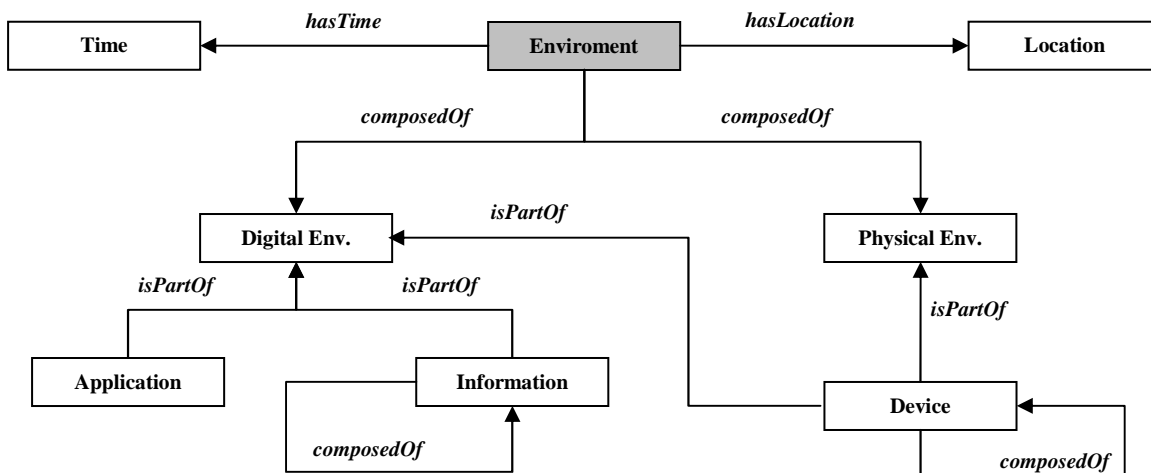 hasTime
hasLocation
Time
Enviroment
Location
composedOf
composedOf
isPartOf
Digital Env.
Physical Env.
isPartOf
isPartOf
isPartOf
Application
Information
Device
composedOf
composedOf